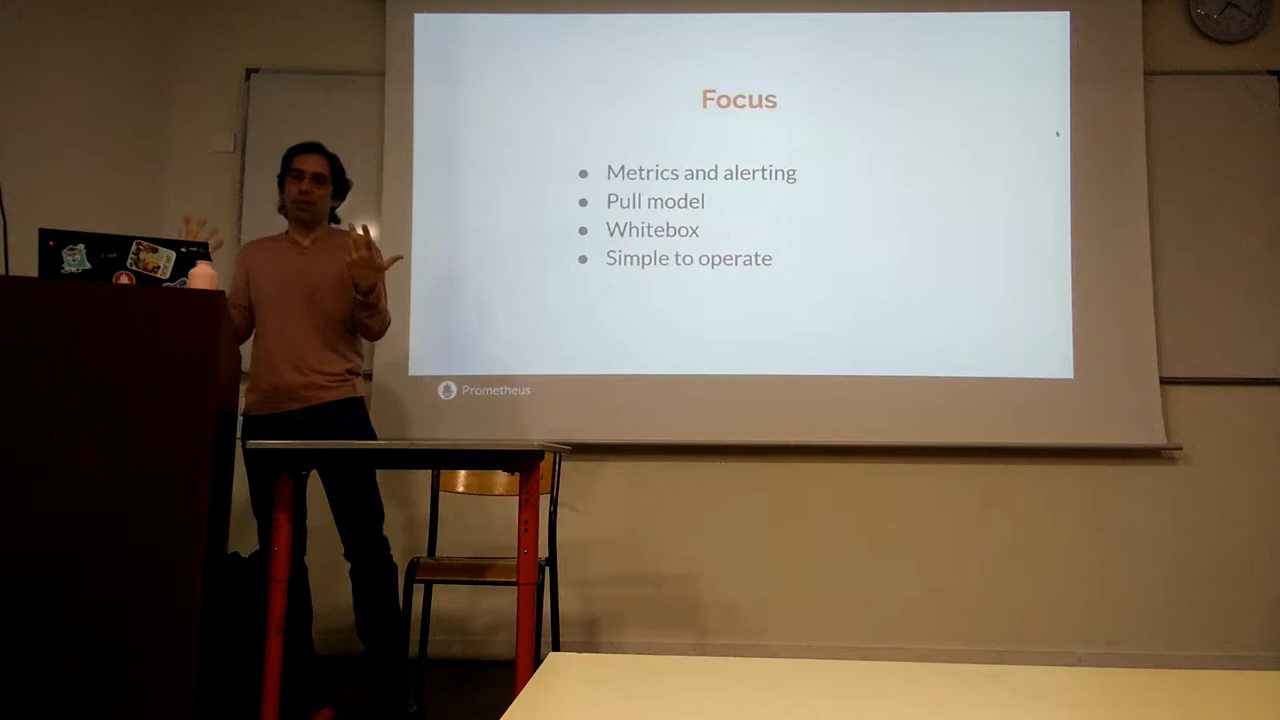 Focus
● Metrics and alerting
● Pull model
● Whitebox
● Simple to operate
Prometheus